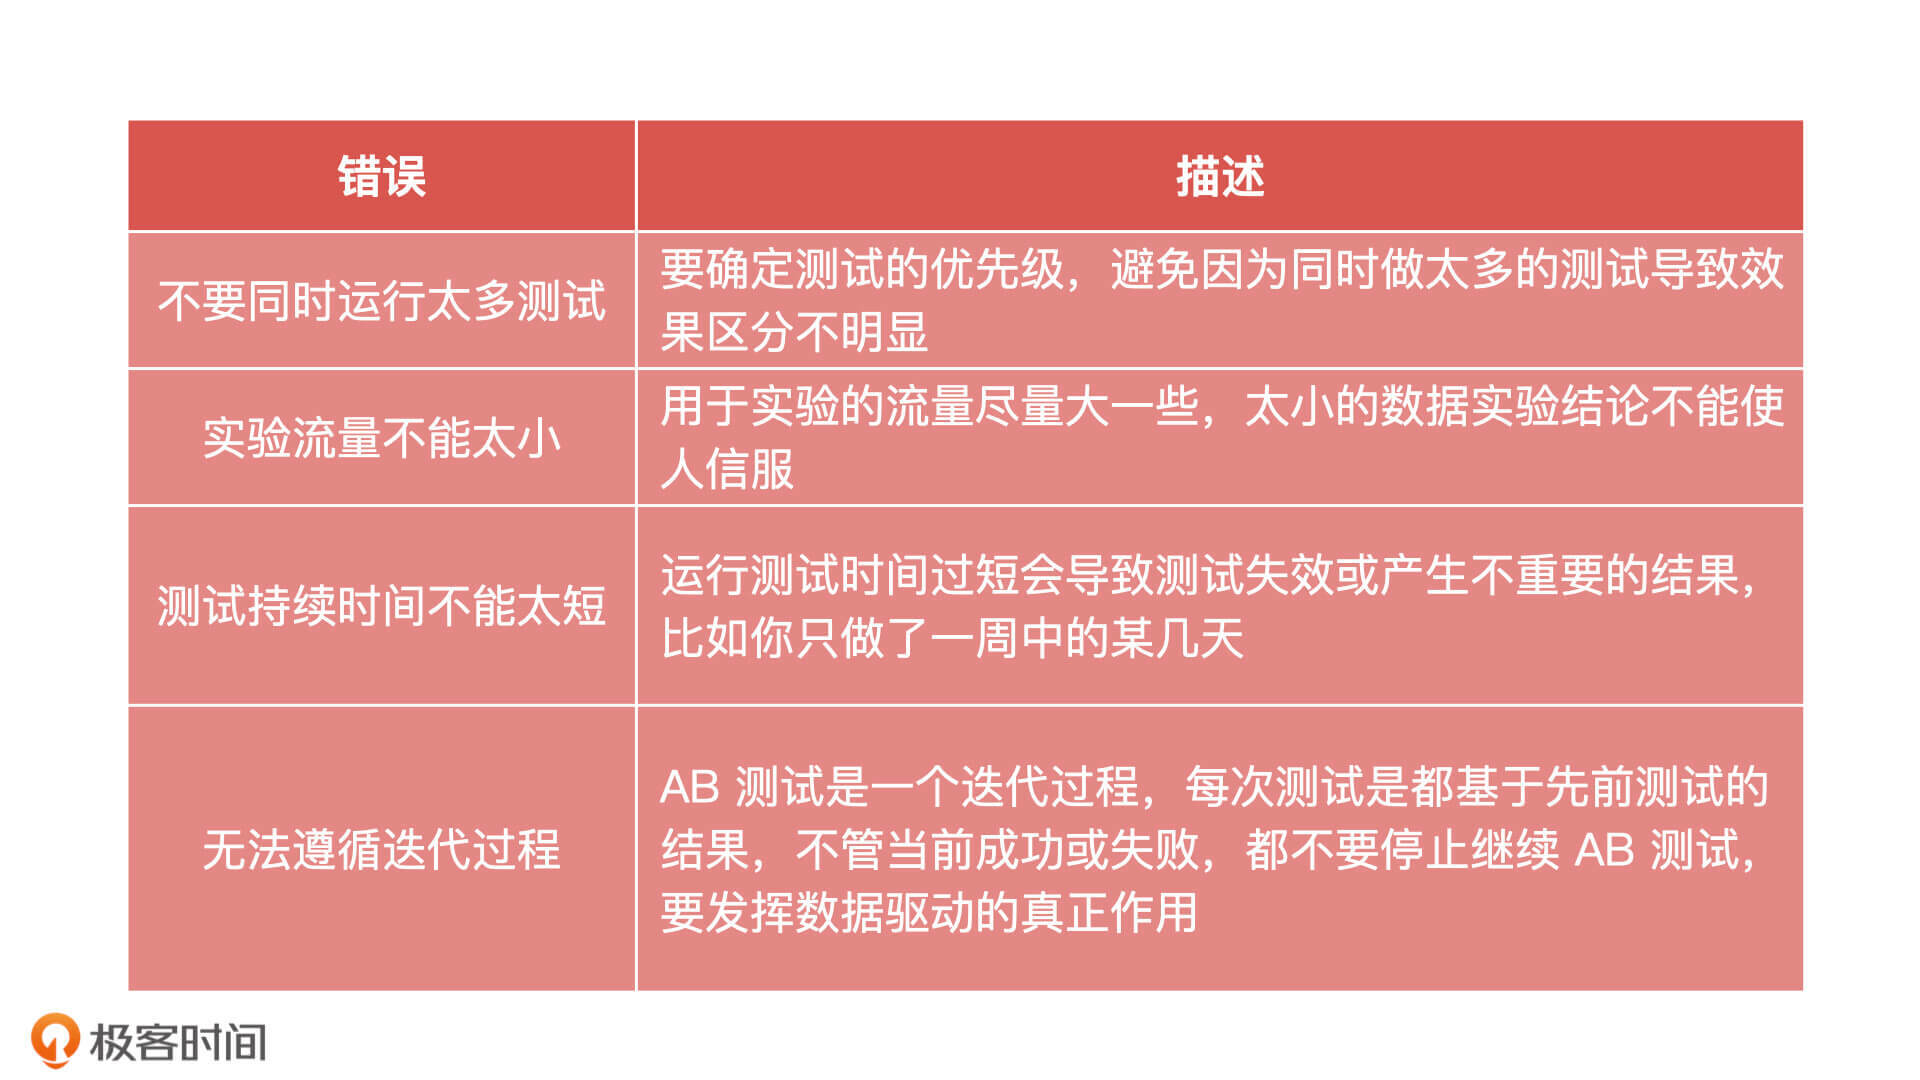 错误
描述
不要同时运行太多测试
要确定测试的优先级，避免因为同时做太多的测试导致效
果区分不明显
实验流量不能太小
用于实验的流量尽量大一些，太小的数据实验结论不能使
人信服
测试持续时间不能太短
运行测试时间过短会导致测试失效或产生不重要的结果，
比如你只做了一周中的某几天
无法遵循迭代过程
AB 测试是一个迭代过程，每次测试是都基于先前测试的
结果，不管当前成功或失败，都不要停止继续 AB 测试，
要发挥数据驱动的真正作用
极客时间